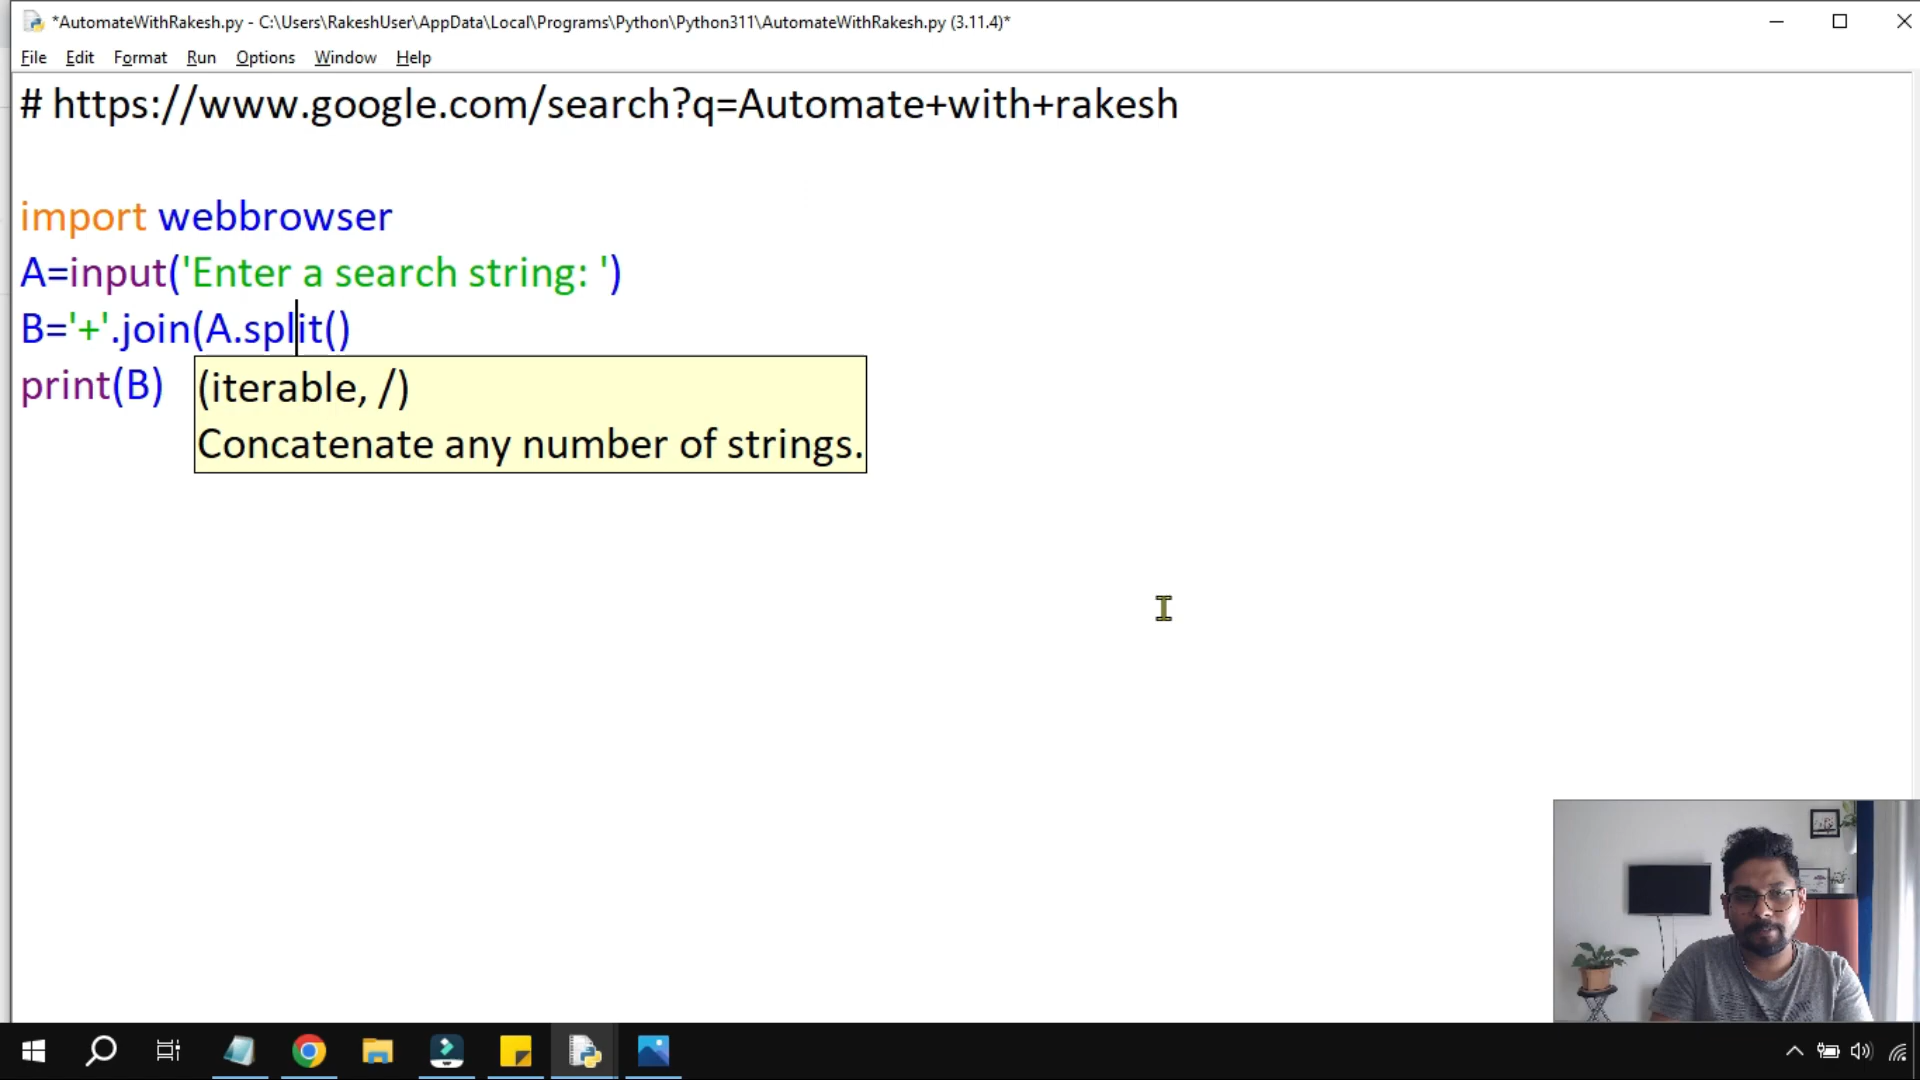 *AutomateWithRakesh.py - C:\Users\RakeshUser\AppData\Local\Programs\Python\Python311\AutomateWithRakesh.py (3.11.4)*
File Edit Format Run Options Window Help
# https://www.google.com/search?q=Automate+with+rakesh
import webbrowser
A=input('Enter a search string: ')
B='+'.join(A.split()
print(B)
(iterable, /)
Concatenate any number of strings.